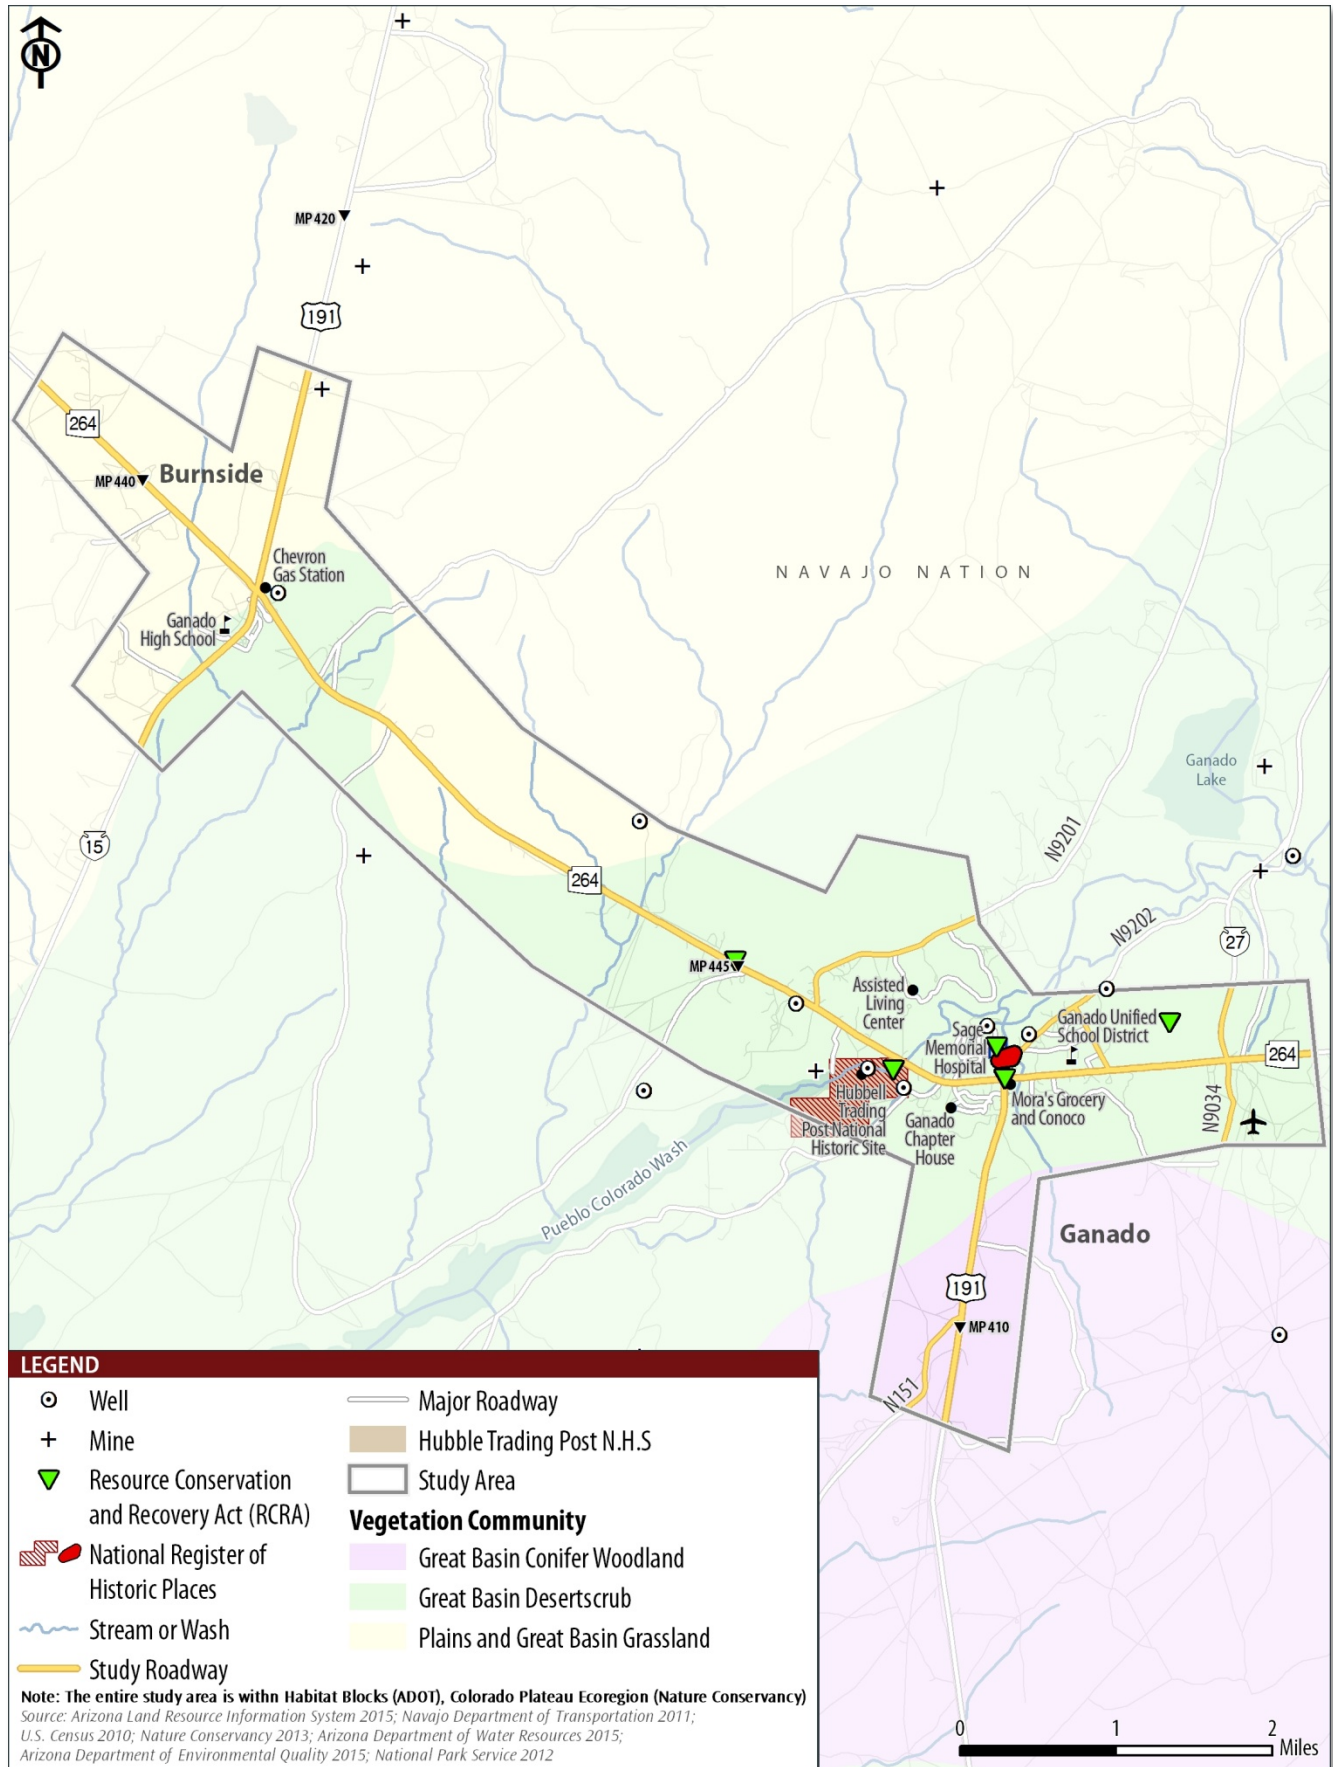 N
MP 420
191
264
MP 440
Burnside
Chevron
Gas Station
NAVAJO NATION
Ganado
High School
Ganado
Lake
15
N9201
264
N9202
27
MP 445
Assisted
Living
Center
Sage
Memorial
Hospital
Ganado Unified
School District
264
Hubbell
Trading
Post National
Historic Site
Mora's Grocery
and Conoco
Ganado
Chapter
House
N9034
Pueblo Colorado Wash
Ganado
191
MP 410
N151
LEGEND
Well
Mine
Resource Conservation
and Recovery Act (RCRA)
National Register of
Historic Places
Stream or Wash
Study Roadway
Major Roadway
Hubble Trading Post N.H.S
Study Area
Vegetation Community
Great Basin Conifer Woodland
Great Basin Desertscrub
Plains and Great Basin Grassland
Note: The entire study area is withn Habitat Blocks (ADOT), Colorado Plateau Ecoregion (Nature Conservancy)
Source: Arizona Land Resource Information System 2015; Navajo Department of Transportation 2011;
U.S. Census 2010; Nature Conservancy 2013; Arizona Department of Water Resources 2015;
Arizona Department of Environmental Quality 2015; National Park Service 2012
0 1 2
Miles